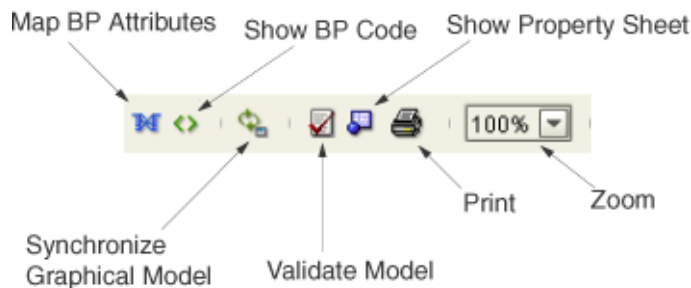 Map BP Attributes
Show BP Code
Show Property Sheet
100%
Print
Zoom
Synchronize
Graphical Model
Validate Model